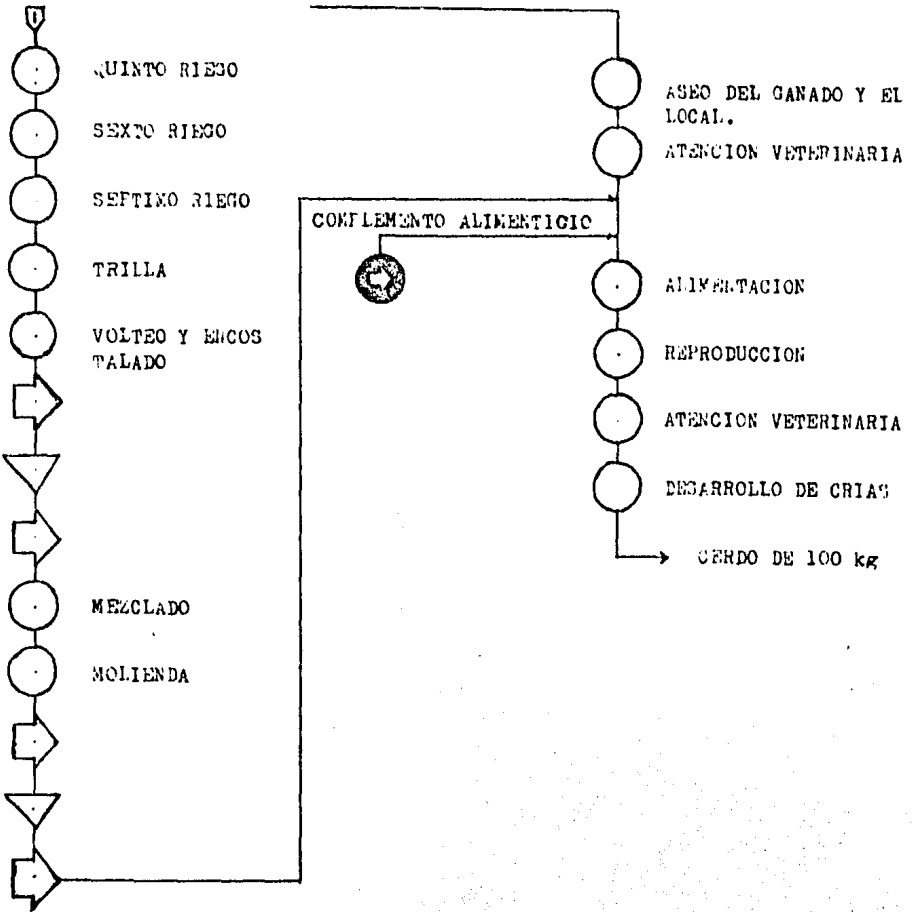 1
QUINTO RIEGO
SEXTO RIEGO
SEPTIMO RIEGO
TRILLA
VOLTEO Y ENCOS
TALADO
MEZCLADO
MOLIENDA
COMPLEMENTO ALIMENTICIO
ASEO DEL GANADO Y EL
LOCAL.
ATENCION VETERINARIA
ALIMENTACION
REPRODUCCION
ATENCION VETERINARIA
DESARROLLO DE CRIAS
CERDO DE 100 kg